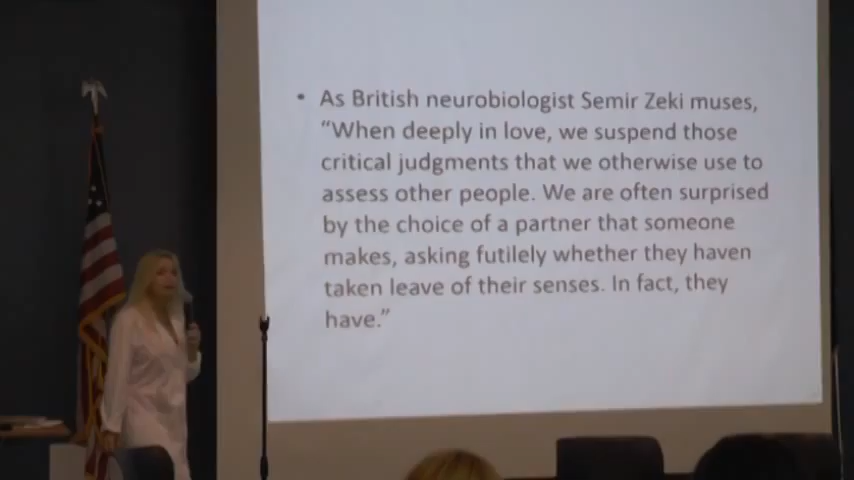 • As British neurobiologist Semir Zeki muses,
“When deeply in love, we suspend those
critical judgments that we otherwise use to
assess other people. We are often surprised
by the choice of a partner that someone
makes, asking futilely whether they haven
taken leave of their senses. In fact, they
have.”